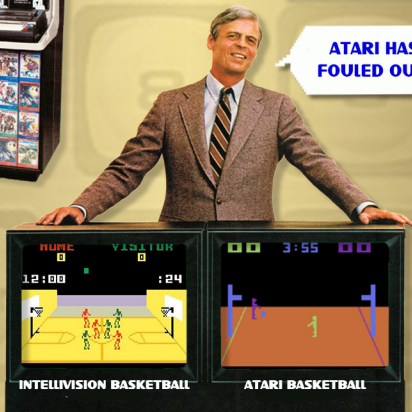 ATARI HAS
FOULED OU
HOME VISITOR
0 0
12:00 :24
00 3:55 00
INTELLIVISION BASKETBALL
ATARI BASKETBALL